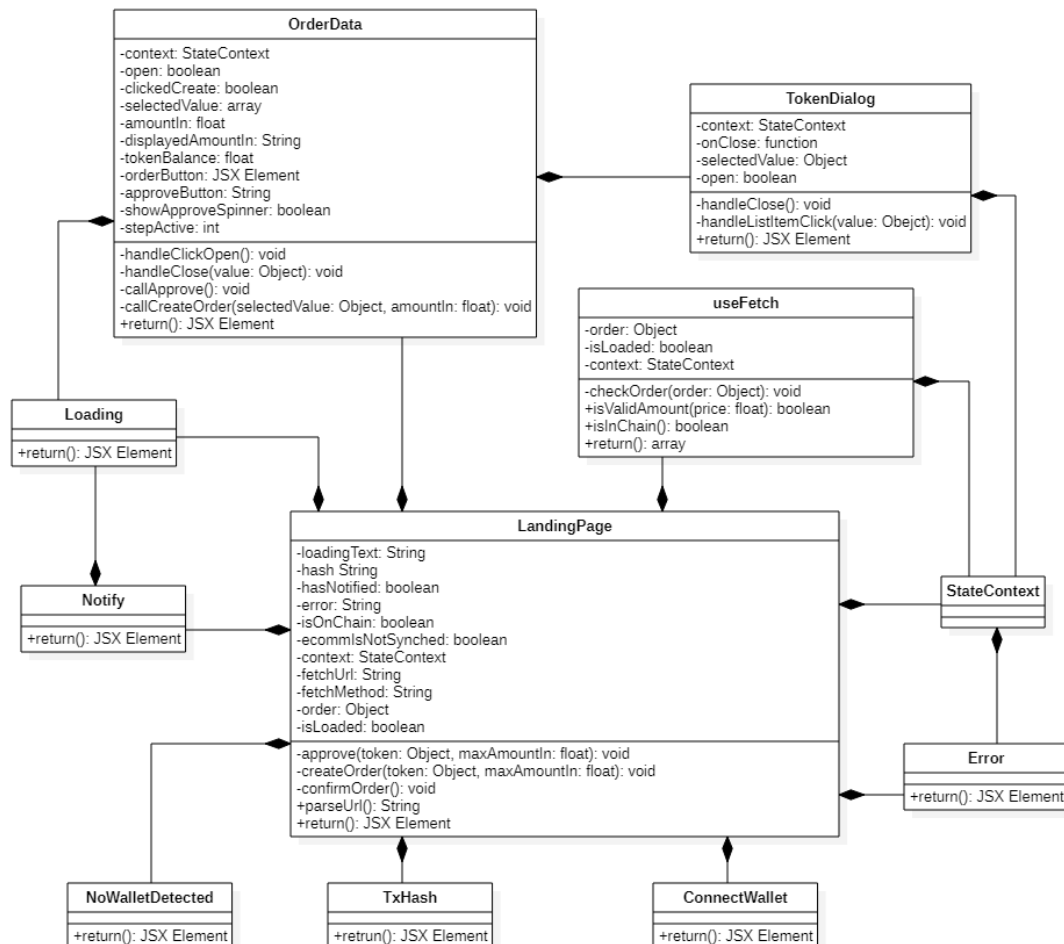 OrderData
-context: StateContext
-open: boolean
-clickedCreate: boolean
-selectedValue: array
-amountIn: float
-displayedAmountIn: String
-tokenBalance: float
-orderButton: JSX Element
-approveButton: String
-showApproveSpinner: boolean
-stepActive: int
-handleClickOpen(): void
-handleClose(value: Object): void
-callApprove(): void
-callCreateOrder(selectedValue: Object, amountIn: float): void
+return(): JSX Element
TokenDialog
-context: StateContext
-onClose: function
-selectedValue: Object
-open: boolean
-handleClose(): void
-handleListItemClick(value: Obejct): void
+return(): JSX Element
useFetch
-order: Object
-isLoaded: boolean
-context: StateContext
-checkOrder(order: Object): void
+isValidAmount(price: float): boolean
+isInChain(): boolean
+return(): array
Loading
+return(): JSX Element
LandingPage
-loadingText: String
-hash String
-hasNotified: boolean
-error: String
-isOnChain: boolean
-ecommIsNotSynched: boolean
-context: StateContext
-fetchUrl: String
-fetchMethod: String
-order: Object
-isLoaded: boolean
-approve(token: Object, maxAmountIn: float): void
-createOrder(token: Object, maxAmountIn: float): void
-confirmOrder(): void
+parseUrl(): String
+return(): JSX Element
Notify
+return(): JSX Element
StateContext
Error
+return(): JSX Element
NoWalletDetected
+return(): JSX Element
TxHash
+retrun(): JSX Element
ConnectWallet
+return(): JSX Element